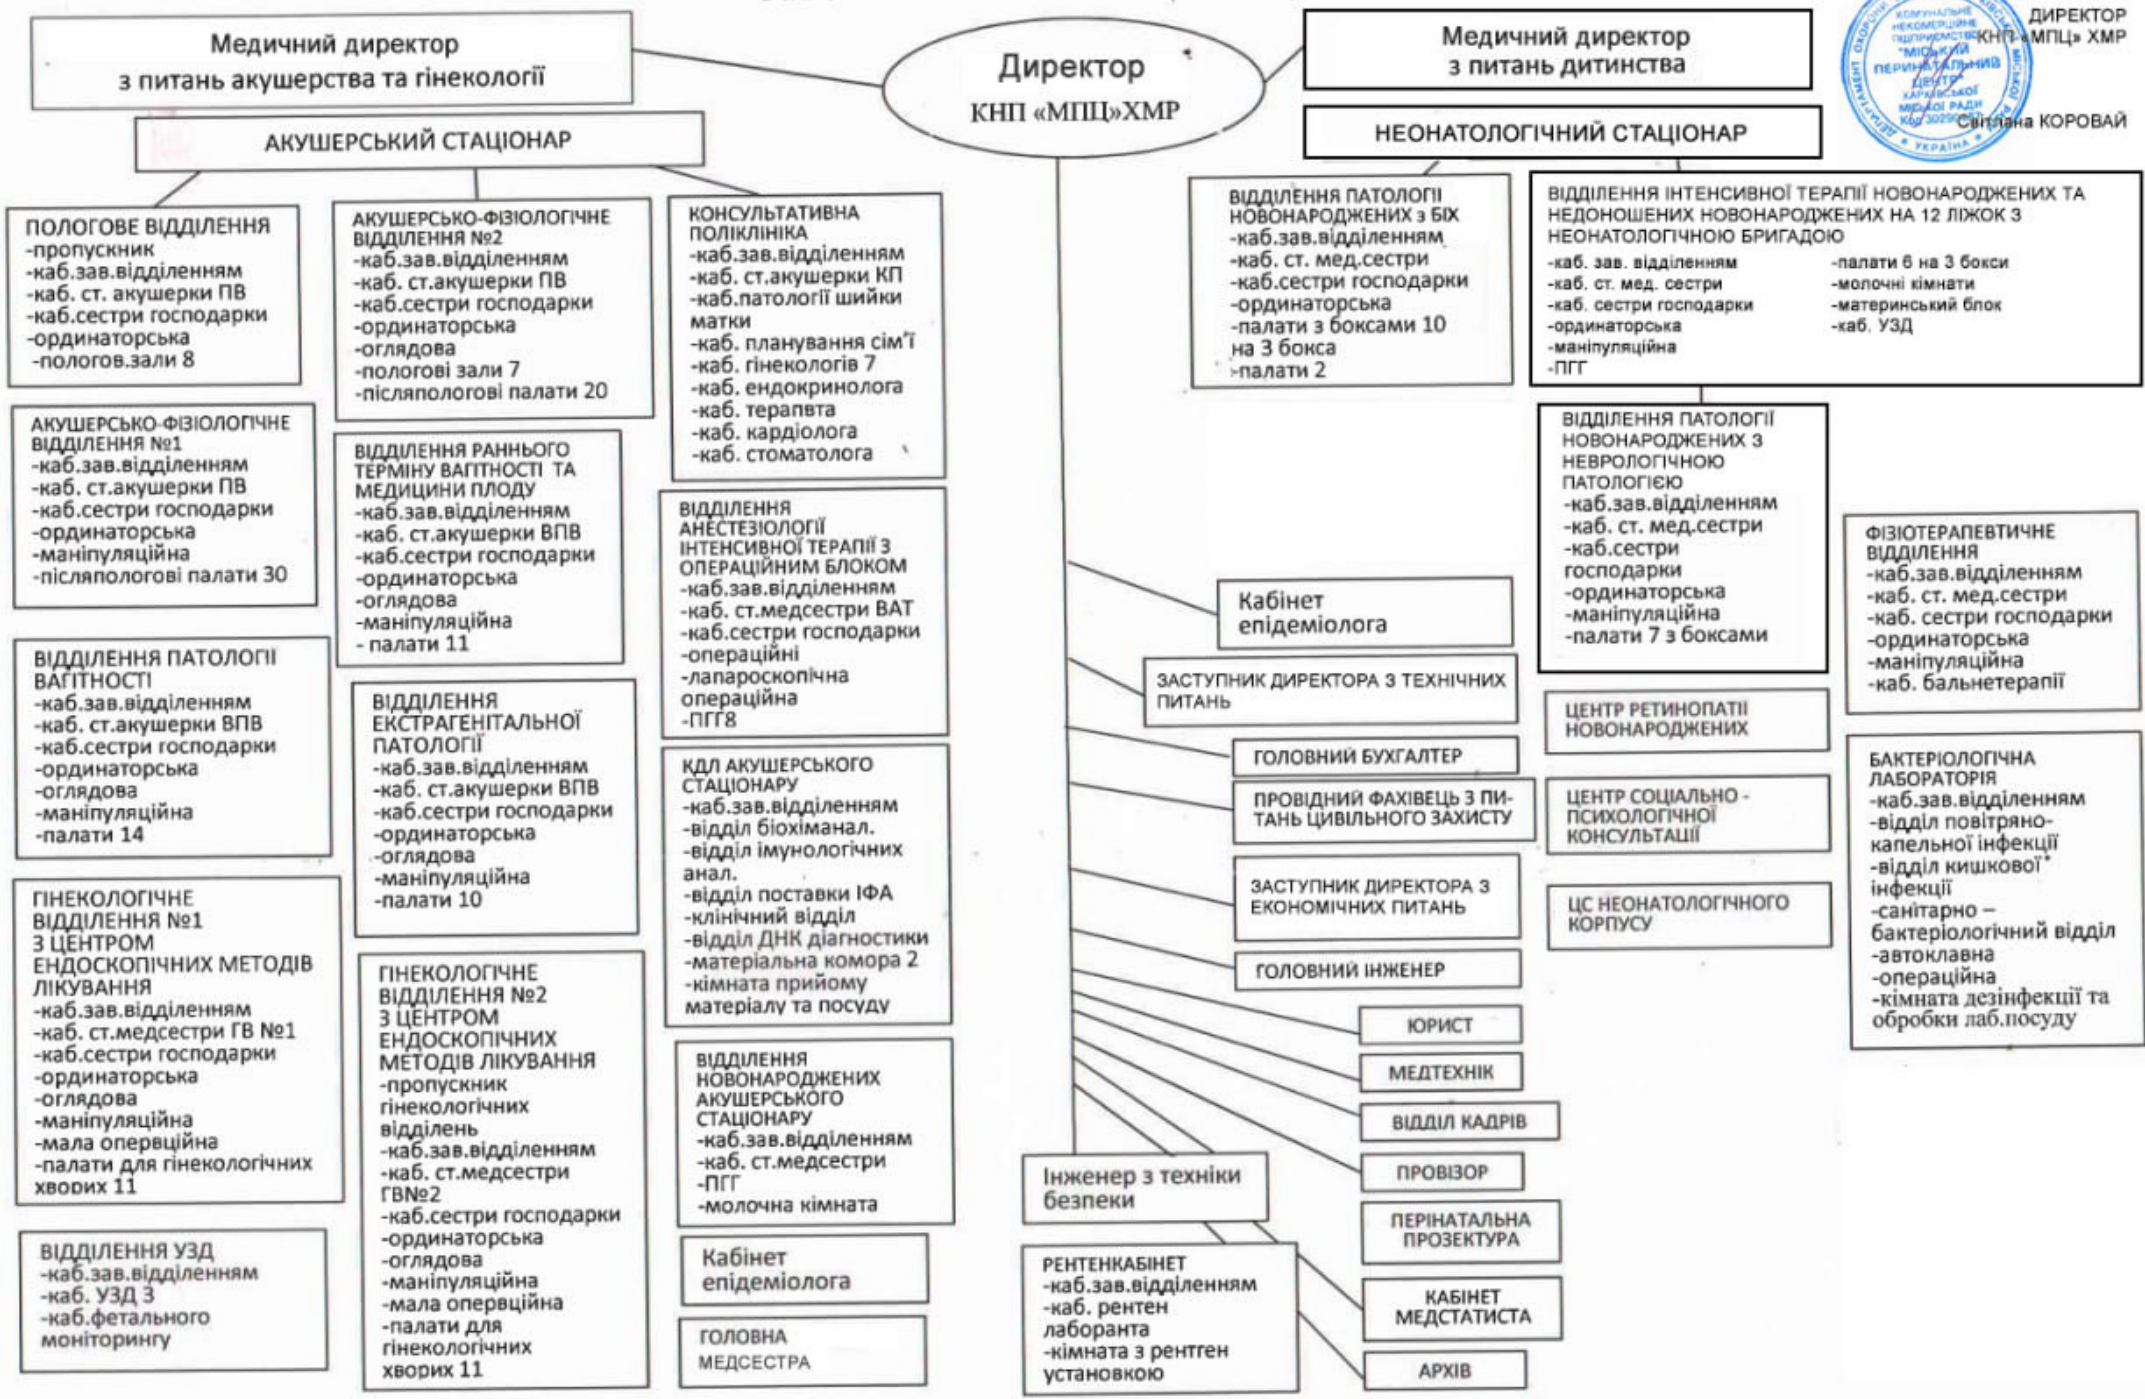 Медичний директор
з питань акушерства та гінекології
Директор
КНП «МПЦ»ХМР
Медичний директор
з питань дитинства
ДИРЕКТОР
КНП «МПЦ» ХМР
Світлана КОРОВАЙ
КОМУНАЛЬНЕ
НЕКОМЕРЦІЙНЕ
ПІДПРИЄМСТВО
"МІСЬКИЙ
ПЕРИНАТАЛЬНИЙ
ЦЕНТР"
ХАРКІВСЬКОЇ
МІСЬКОЇ РАДИ
УКРАЇНА
АКУШЕРСЬКИЙ СТАЦІОНАР
НЕОНАТОЛОГІЧНИЙ СТАЦІОНАР
ПОЛОГОВЕ ВІДДІЛЕННЯ
-пропускник
-каб.зав.відділенням
-каб. ст. акушерки ПВ
-каб.сестри господарки
-ординаторська
-пологов.зали 8
АКУШЕРСЬКО-ФІЗІОЛОГІЧНЕ
ВІДДІЛЕННЯ №1
-каб.зав.відділенням
-каб. ст.акушерки ПВ
-каб.сестри господарки
-ординаторська
-маніпуляційна
-післяпологові палати 30
ВІДДІЛЕННЯ ПАТОЛОГІІ
ВАГІТНОСТІ
-каб.зав.відділенням
-каб. ст.акушерки ВПВ
-каб.сестри господарки
-ординаторська
-оглядова
-маніпуляційна
-палати 14
ГІНЕКОЛОГІЧНЕ
ВІДДІЛЕННЯ №1
З ЦЕНТРОМ
ЕНДОСКОПІЧНИХ МЕТОДІВ
ЛІКУВАННЯ
-каб.зав.відділенням
-каб. ст.медсестри ГВ №1
-каб.сестри господарки
-ординаторська
-оглядова
-маніпуляційна
-мала опервційна
-палати для гінекологічних
хворих 11
ВІДДІЛЕННЯ УЗД
-каб.зав.відділенням
-каб. УЗД 3
-каб.фетального
моніторингу
АКУШЕРСЬКО-ФІЗІОЛОГІЧНЕ
ВІДДІЛЕННЯ №2
-каб.зав.відділенням
-каб. ст.акушерки ПВ
-каб.сестри господарки
-ординаторська
-оглядова
-пологові зали 7
-післяпологові палати 20
ВІДДІЛЕННЯ РАННЬОГО
ТЕРМІНУ ВАГІТНОСТІ ТА
МЕДИЦИНИ ПЛОДУ
-каб.зав.відділенням
-каб. ст.акушерки ВПВ
-каб.сестри господарки
-ординаторська
-оглядова
-маніпуляційна
- палати 11
ВІДДІЛЕННЯ
ЕКСТРАГЕНІТАЛЬНОЇ
ПАТОЛОГІЇ
-каб.зав.відділенням
-каб. ст.акушерки ВПВ
-каб.сестри господарки
-ординаторська
-оглядова
-маніпуляційна
-палати 10
ГІНЕКОЛОГІЧНЕ
ВІДДІЛЕННЯ №2
З ЦЕНТРОМ
ЕНДОСКОПІЧНИХ
МЕТОДІВ ЛІКУВАННЯ
-пропускник
гінекологічних
відділень
-каб.зав.відділенням
-каб. ст.медсестри
ГВ№2
-каб.сестри господарки
-ординаторська
-оглядова
-маніпуляційна
-мала опервційна
-палати для
гінекологічних
хворих 11
КОНСУЛЬТАТИВНА
ПОЛІКЛІНІКА
-каб.зав.відділенням
-каб. ст.акушерки КП
-каб.патології шийки
матки
-каб. планування сім'ї
-каб. гінекологів 7
-каб. ендокринолога
-каб. терапвта
-каб. кардіолога
-каб. стоматолога
ВІДДІЛЕННЯ
АНЕСТЕЗІОЛОГІЇ
ІНТЕНСИВНОЇ ТЕРАПІЇ З
ОПЕРАЦІЙНИМ БЛОКОМ
-каб.зав.відділенням
-каб. ст.медсестри ВАТ
-каб.сестри господарки
-операційні
-лапароскопічна
операційна
-ПГГ8
КДЛ АКУШЕРСЬКОГО
СТАЦІОНАРУ
-каб.зав.відділенням
-відділ біохіманал.
-відділ імунологічних
анал.
-відділ поставки ІФА
-клінічний відділ
-відділ ДНК діагностики
-матеріальна комора 2
-кімната прийому
матеріалу та посуду
ВІДДІЛЕННЯ
НОВОНАРОДЖЕНИХ
АКУШЕРСЬКОГО
СТАЦІОНАРУ
-каб.зав.відділенням
-каб. ст.медсестри
-ПГГ
-молочна кімната
Кабінет
епідеміолога
ГОЛОВНА
МЕДСЕСТРА
ВІДДІЛЕННЯ ПАТОЛОГІІ
НОВОНАРОДЖЕНИХ з БІХ
-каб.зав.відділенням
-каб. ст. мед.сестри
-каб.сестри господарки
-ординаторська
-палати з боксами 10
на 3 бокса
-палати 2
ВІДДІЛЕННЯ ІНТЕНСИВНОЇ ТЕРАПІЇ НОВОНАРОДЖЕНИХ ТА
НЕДОНОШЕНИХ НОВОНАРОДЖЕНИХ НА 12 ЛІЖОК З
НЕОНАТОЛОГІЧНОЮ БРИГАДОЮ
-каб. зав. відділенням
-каб. ст. мед. сестри
-каб. сестри господарки
-ординаторська
-маніпуляційна
-ПГГ
-палати 6 на 3 бокси
-молочні кімнати
-материнський блок
-каб. УЗД
ВІДДІЛЕННЯ ПАТОЛОГІЇ
НОВОНАРОДЖЕНИХ З
НЕВРОЛОГІЧНОЮ
ПАТОЛОГІЄЮ
-каб.зав.відділенням
-каб. ст. мед.сестри
-каб.сестри
господарки
-ординаторська
-маніпуляційна
-палати 7 з боксами
ФІЗІОТЕРАПЕВТИЧНЕ
ВІДДІЛЕННЯ
-каб.зав.відділенням
-каб. ст. мед.сестри
-каб. сестри господарки
-ординаторська
-маніпуляційна
-каб. бальнетерапії
ЦЕНТР РЕТИНОПАТІІ
НОВОНАРОДЖЕНИХ
ЦЕНТР СОЦІАЛЬНО -
ПСИХОЛОГІЧНОЇ
КОНСУЛЬТАЦІЇ
ЦС НЕОНАТОЛОГІЧНОГО
КОРПУСУ
БАКТЕРІОЛОГІЧНА
ЛАБОРАТОРІЯ
-каб.зав.відділенням
-відділ повітряно-
капельної інфекції
-відділ кишкової
інфекції
-санітарно –
бактеріологічний відділ
-автоклавна
-операційна
-кімната дезінфекції та
обробки лаб.посуду
Кабінет
епідеміолога
ЗАСТУПНИК ДИРЕКТОРА З ТЕХНІЧНИХ
ПИТАНЬ
ГОЛОВНИЙ БУХГАЛТЕР
ПРОВІДНИЙ ФАХІВЕЦЬ З ПИ-
ТАНЬ ЦИВІЛЬНОГО ЗАХИСТУ
ЗАСТУПНИК ДИРЕКТОРА З
ЕКОНОМІЧНИХ ПИТАНЬ
ГОЛОВНИЙ ІНЖЕНЕР
ЮРИСТ
МЕДТЕХНІК
ВІДДІЛ КАДРІВ
ПРОВІЗОР
ПЕРІНАТАЛЬНА
ПРОЗЕКТУРА
КАБІНЕТ
МЕДСТАТИСТА
АРХІВ
Інженер з техніки
безпеки
РЕНТЕНКАБІНЕТ
-каб.зав.відділенням
-каб. рентен
лаборанта
-кімната з рентген
установкою